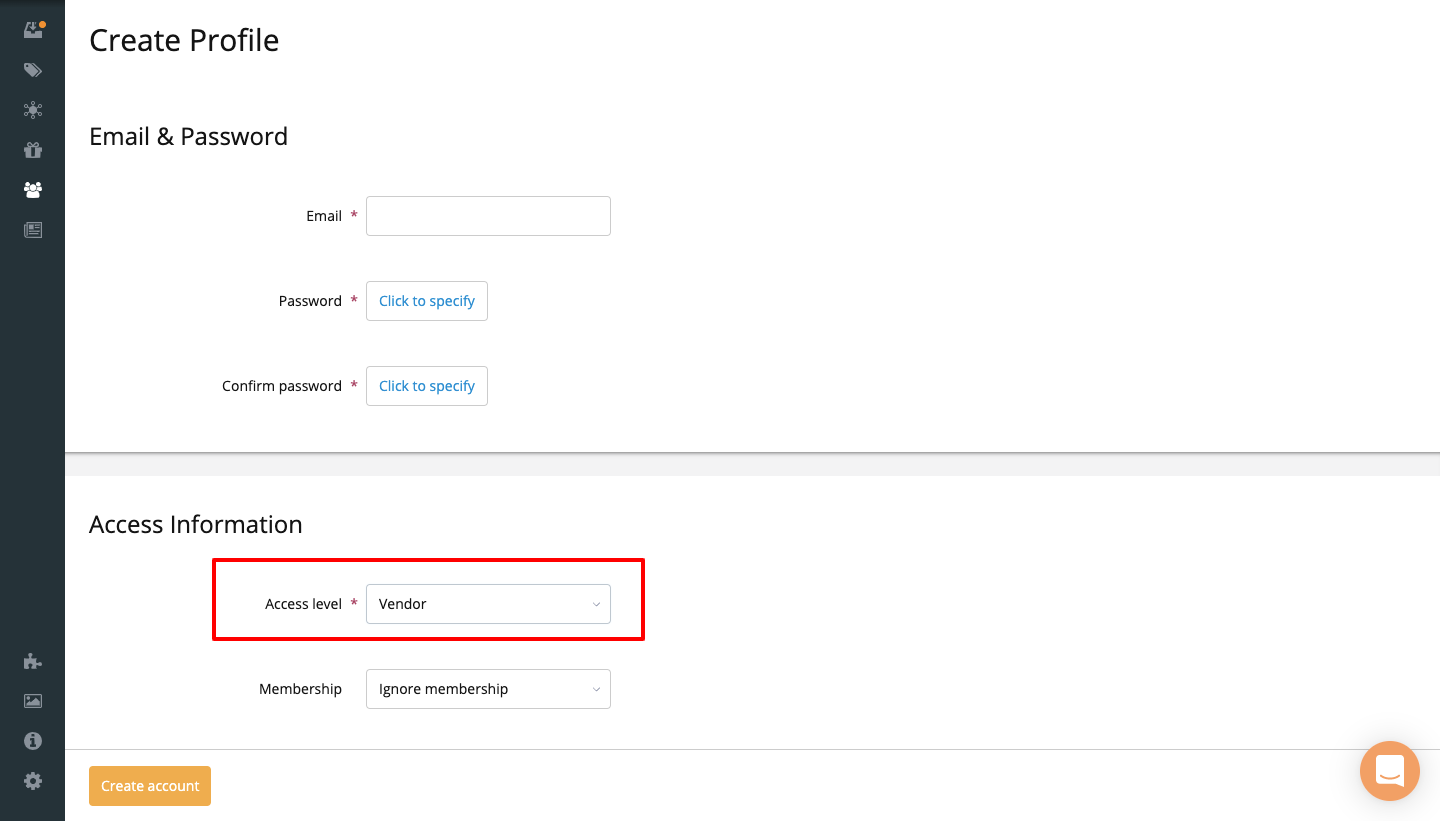 Create Profile
Email & Password
Email *
Password * Click to specify
Confirm password * Click to specify
Access Information
Access level * Vendor
Membership Ignore membership
Create account